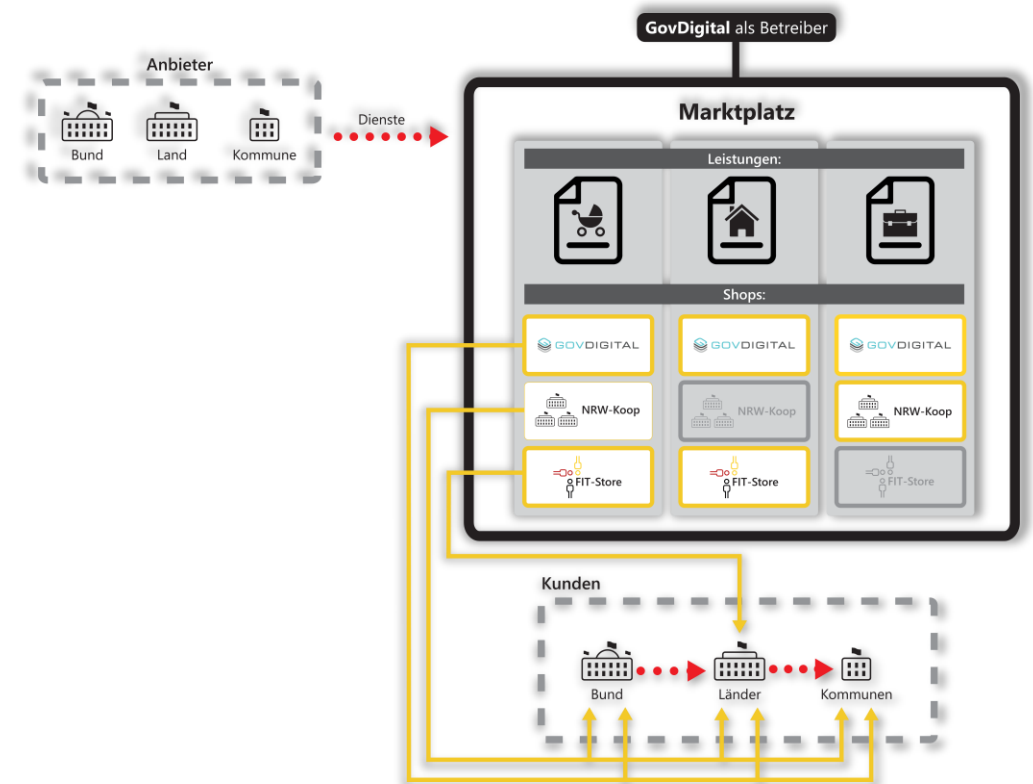 GovDigital als Betreiber
Anbieter
Bund
Land
Kommune
Dienste
Marktplatz
Leistungen:
Shops:
GOVDIGITAL
GOVDIGITAL
GOVDIGITAL
NRW-Koop
NRW-Koop
NRW-Koop
FIT-Store
FIT-Store
FIT-Store
Kunden
Bund
Länder
Kommunen